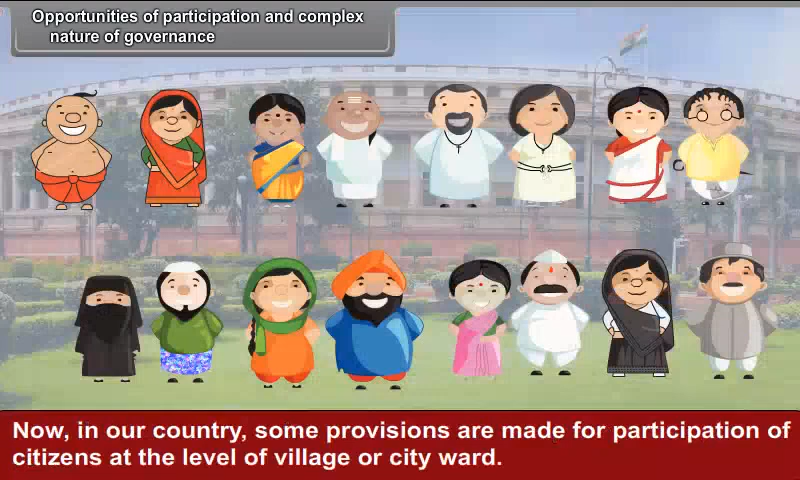 Opportunities of participation and complex
nature of governance
Now, in our country, some provisions are made for participation of
citizens at the level of village or city ward.